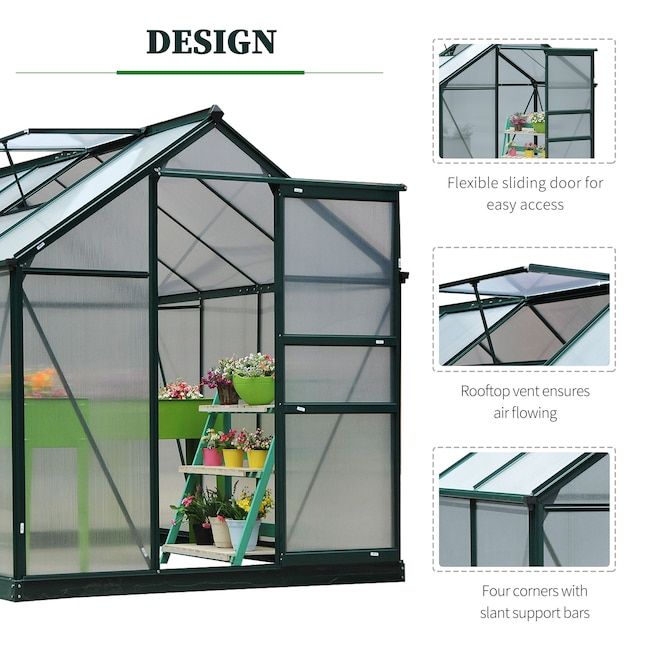 DESIGN
Flexible sliding door for
easy access
Rooftop vent ensures
air flowing
Four corners with
slant support bars